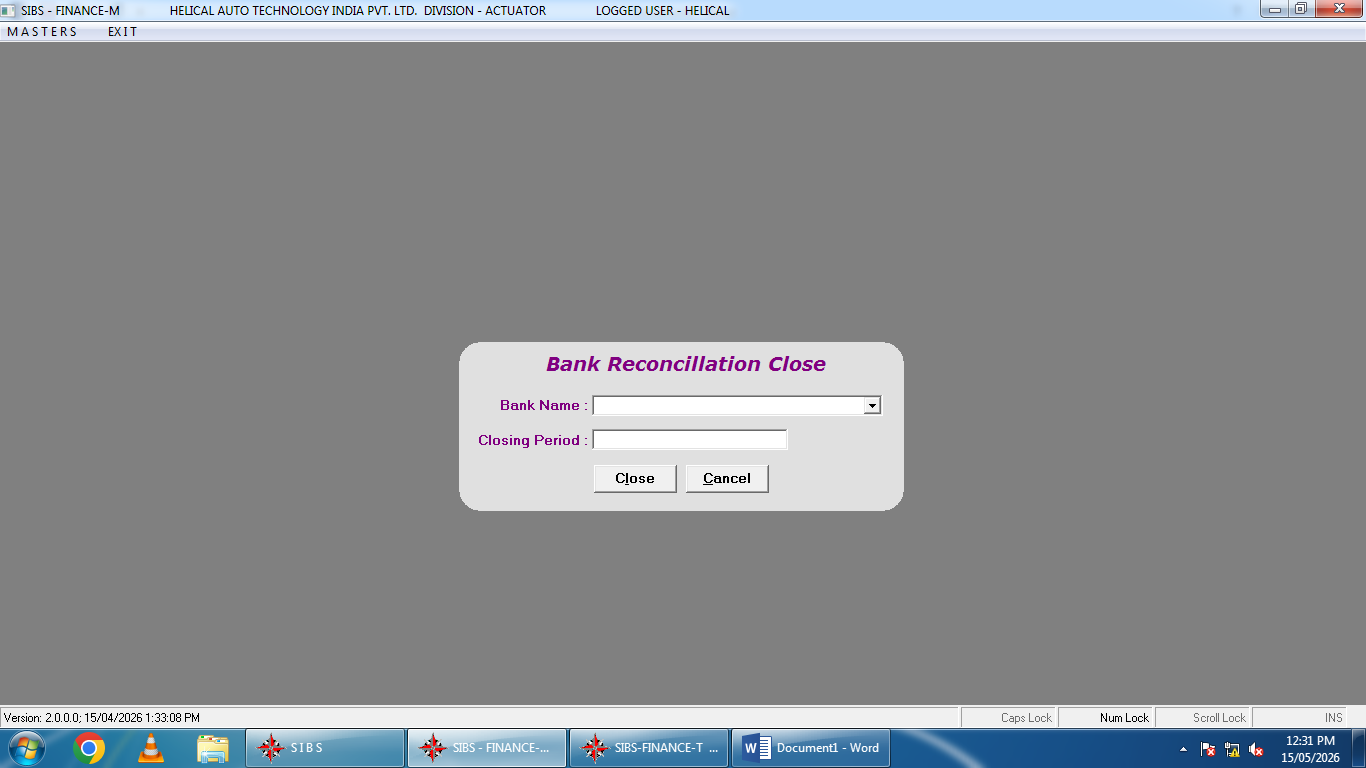 SIBS - FINANCE-M HELICAL AUTO TECHNOLOGY INDIA PVT. LTD. DIVISION - ACTUATOR LOGGED USER - HELICAL
MASTERS EXIT
Bank Reconcillation Close
Bank Name :
Closing Period :
Close Cancel
Version: 2.0.0.0; 15/04/2026 1:33:08 PM Caps Lock Num Lock Scroll Lock INS
SIBS SIBS - FINANCE-... SIBS-FINANCE-T ... Document1 - Word 12:31 PM
15/05/2026